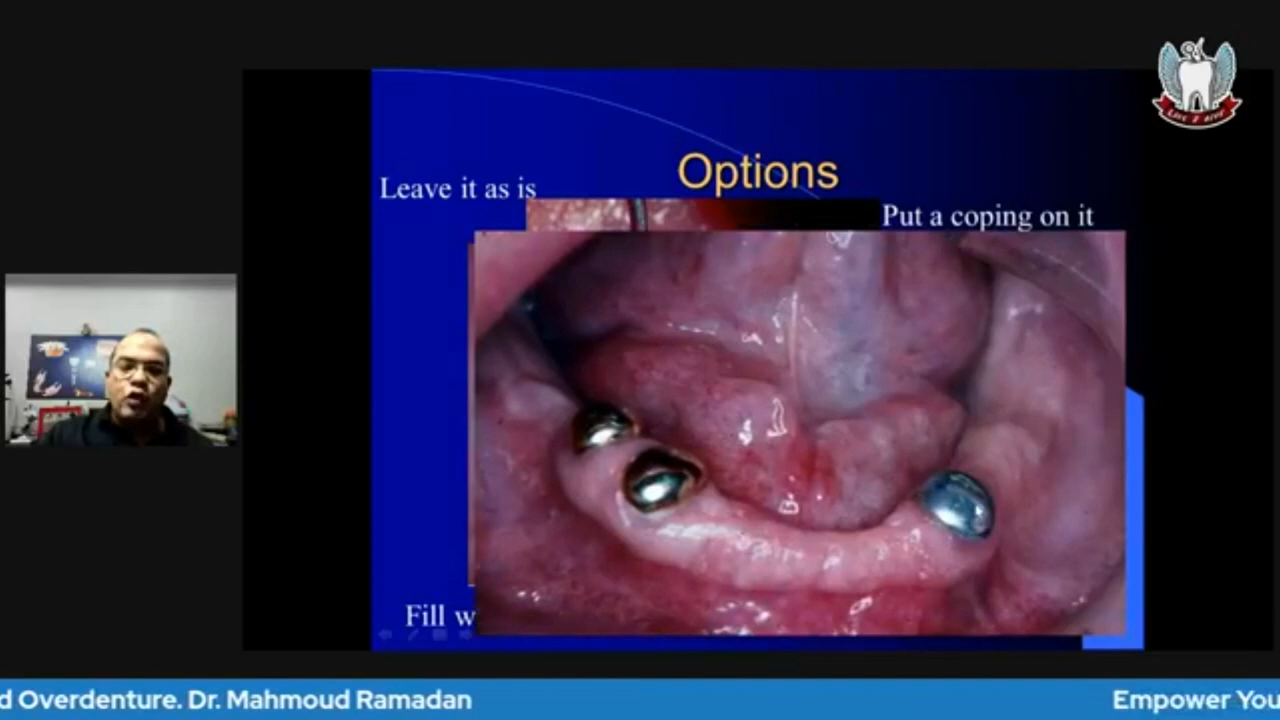 Options
Leave it as is
Put a coping on it
Fill w
d Overdenture. Dr. Mahmoud Ramadan
Empower You